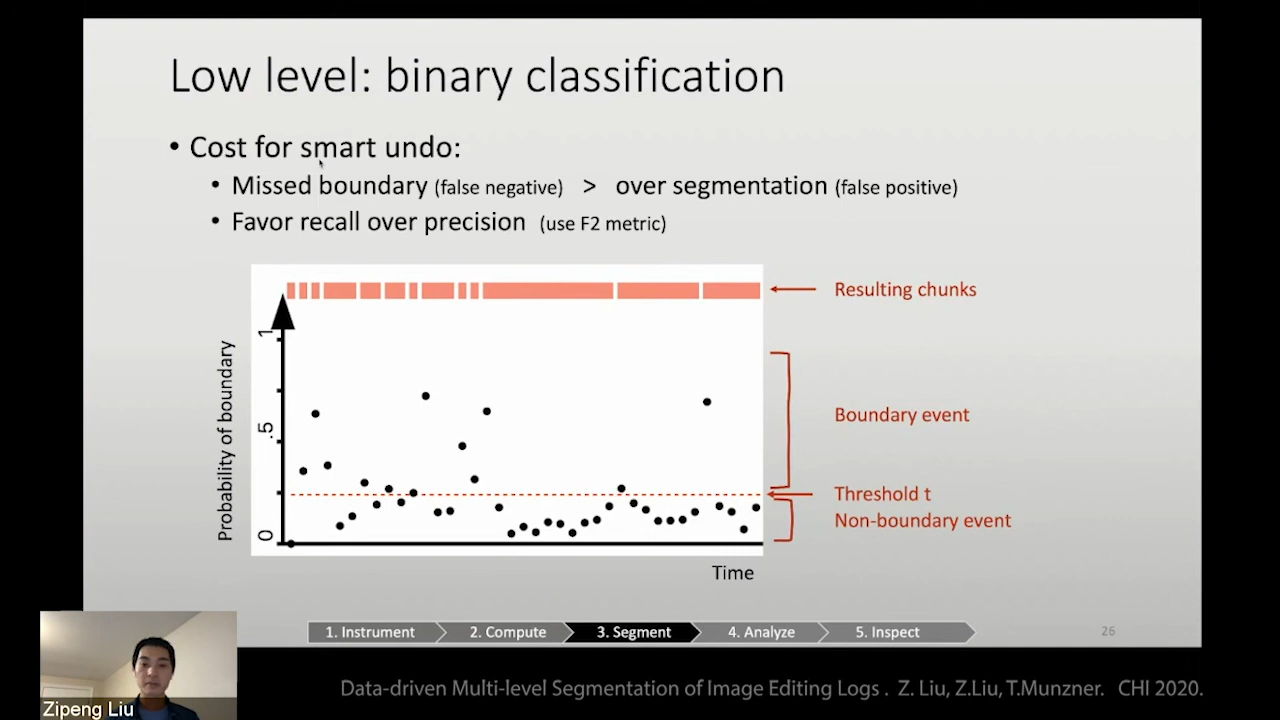 Low level: binary classification
• Cost for smart undo:
• Missed boundary (false negative) > over segmentation (false positive)
• Favor recall over precision (use F2 metric)
Resulting chunks
1
Probability of boundary
Boundary event
.5
Threshold t
Non-boundary event
0
Time
1. Instrument
2. Compute
3. Segment
4. Analyze
5. Inspect
26
Data-driven Multi-level Segmentation of Image Editing Logs . Z. Liu, Z.Liu, T.Munzner. CHI 2020.
Zipeng Liu